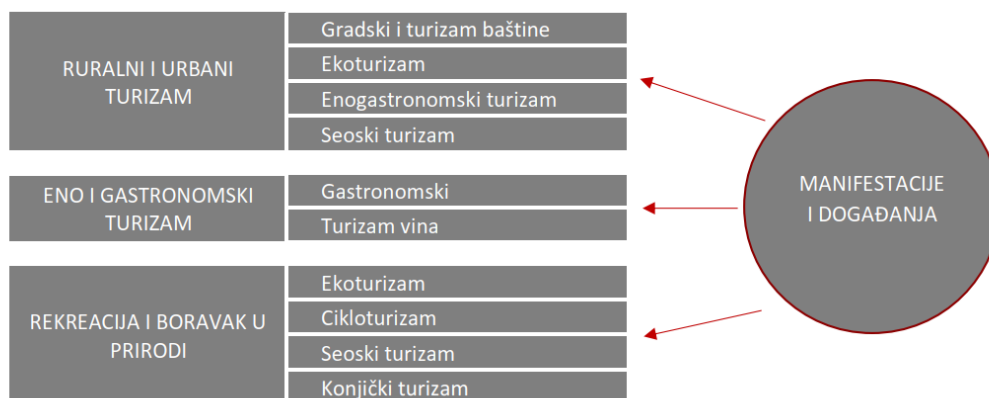 RURALNI I URBANI
TURIZAM
Gradski i turizam baštine
Ekoturizam
Enogastronomski turizam
Seoski turizam
ENO I GASTRONOMSKI
TURIZAM
Gastronomski
Turizam vina
REKREACIJA I BORAVAK U
PRIRODI
Ekoturizam
Cikloturizam
Seoski turizam
Konjički turizam
MANIFESTACIJE
I DOGAĐANJA